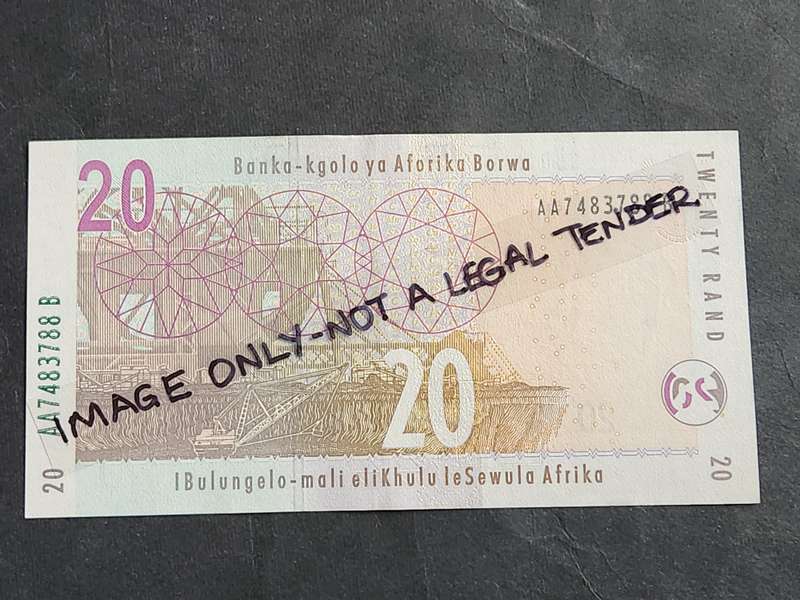 20
Banka-kgolo ya Aforika Borwa
AA7483788 B
TWENTY RAND
AA7483788 B
IMAGE ONLY-NOT A LEGAL TENDER
20
20
IBulungelo-mali eliKhulu leSewula Afrika
20